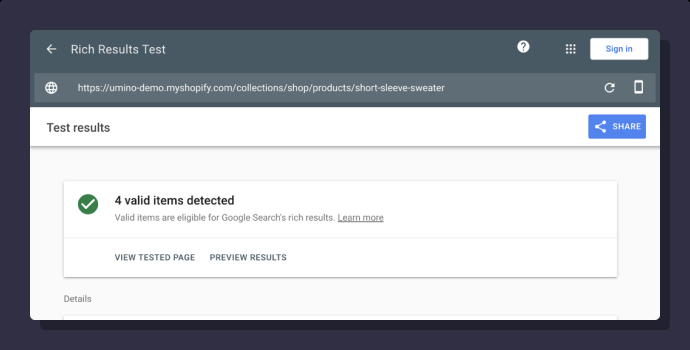 Rich Results Test
Sign in
https://umino-demo.myshopify.com/collections/shop/products/short-sleeve-sweater
Test results
SHARE
4 valid items detected
Valid items are eligible for Google Search's rich results. Learn more
VIEW TESTED PAGE PREVIEW RESULTS
Details